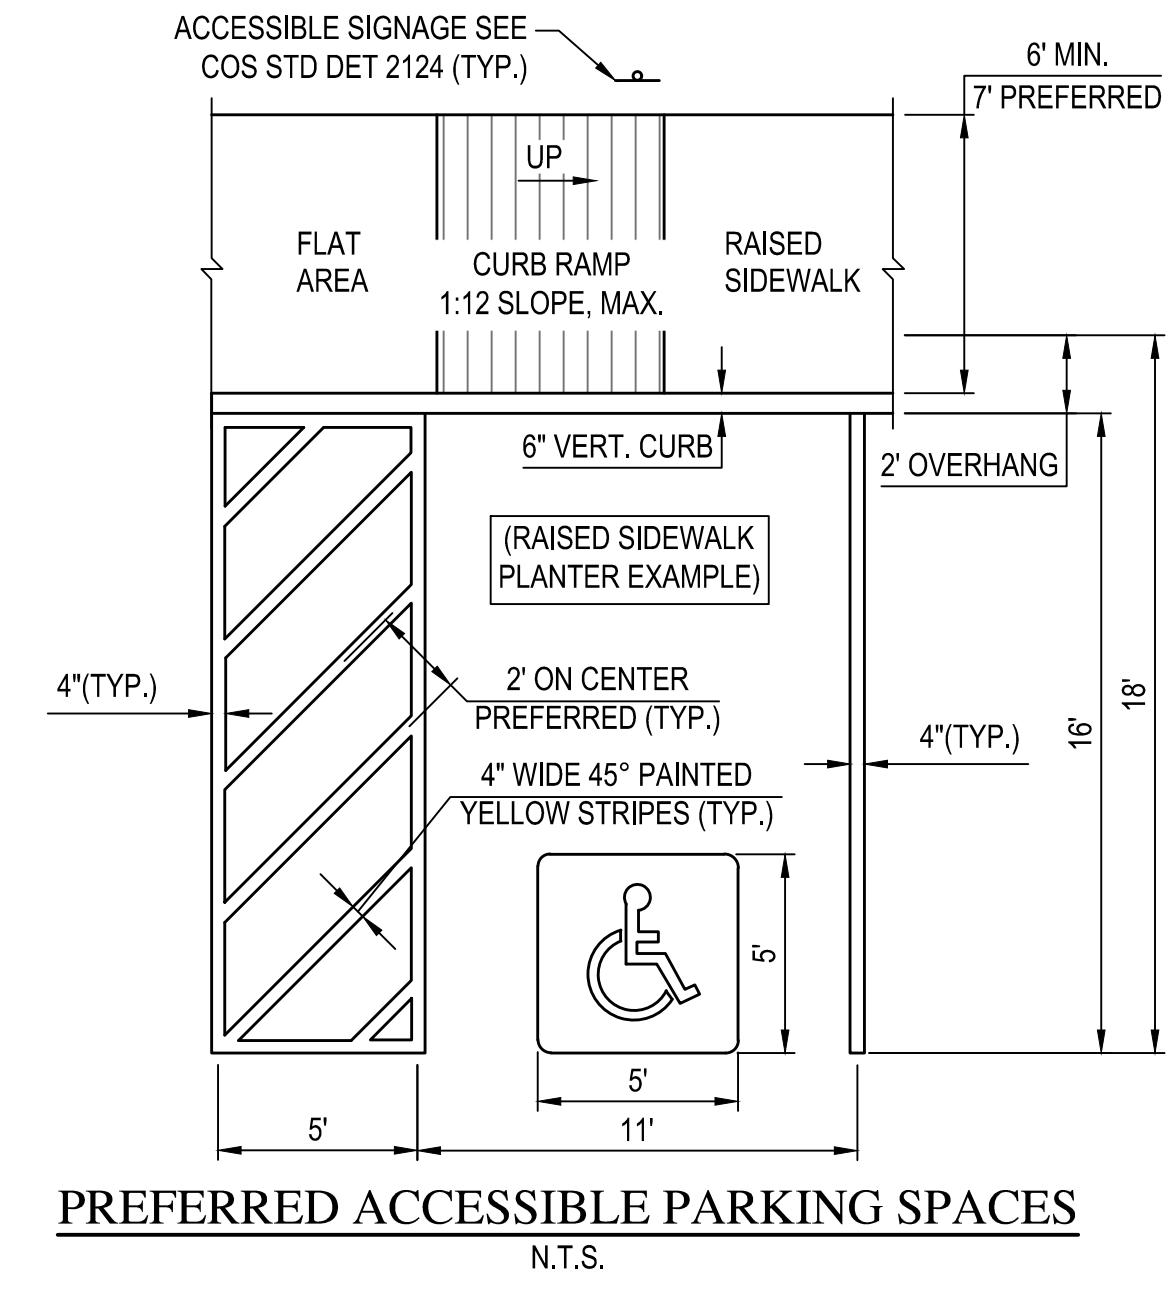 ACCESSIBLE SIGNAGE SEE
COS STD DET 2124 (TYP.)
6' MIN.
7' PREFERRED
UP
FLAT
AREA
CURB RAMP
1:12 SLOPE, MAX.
RAISED
SIDEWALK
6" VERT. CURB
2' OVERHANG
(RAISED SIDEWALK
PLANTER EXAMPLE)
4"(TYP.)
2' ON CENTER
PREFERRED (TYP.)
4" WIDE 45° PAINTED
YELLOW STRIPES (TYP.)
4"(TYP.)
16'
18'
5'
5'
5'
11'
PREFERRED ACCESSIBLE PARKING SPACES
N.T.S.